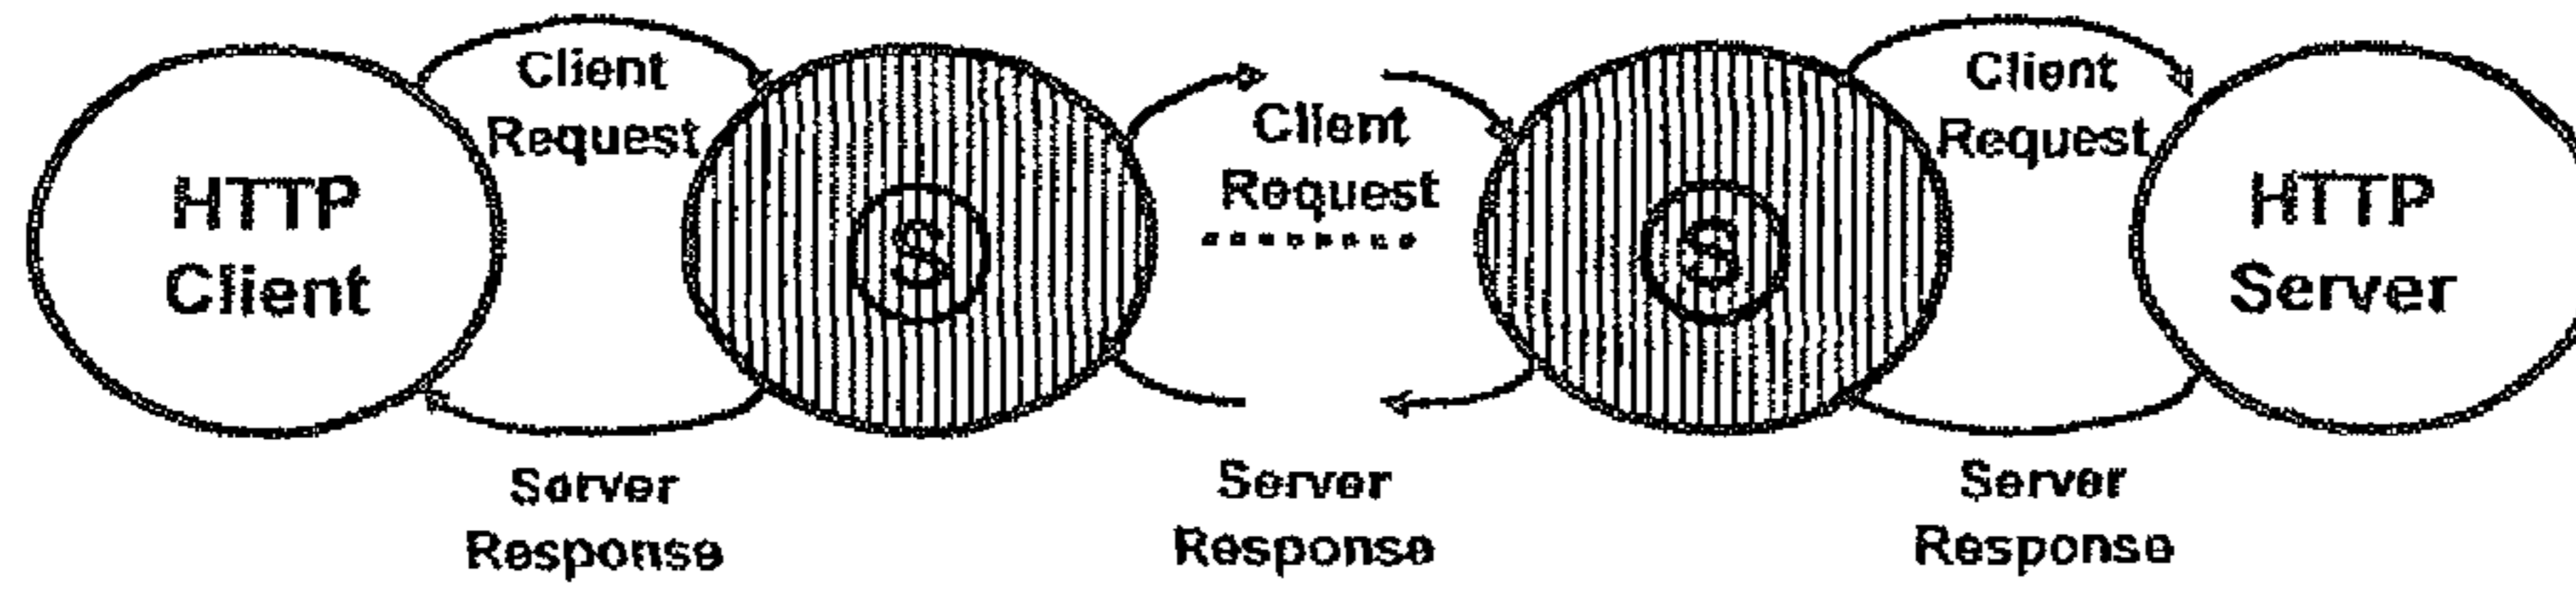 Client
Request
HTTP
Client
S
Client
Request
S
Client
Request
HTTP
Server
Server
Response
Server
Response
Server
Response